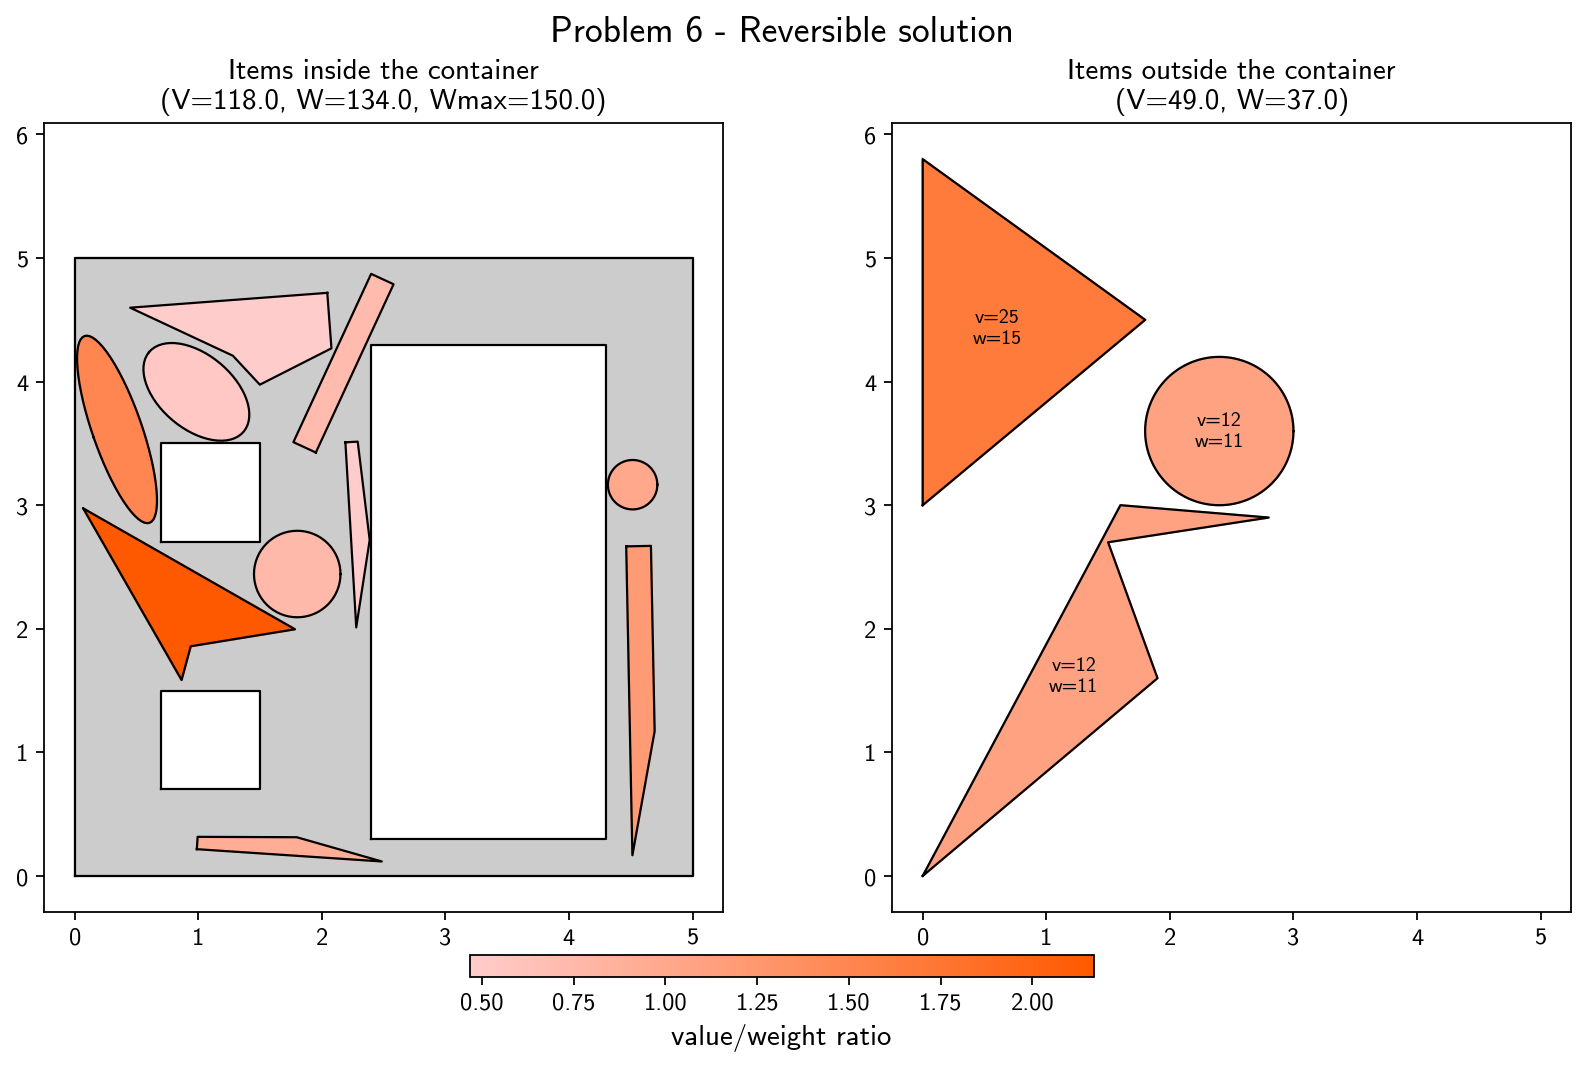 Problem 6 - Reversible solution
Items inside the container
(V=118.0, W=134.0, Wmax=150.0)
Items outside the container
(V=49.0, W=37.0)
6
5
4
3
2
1
0
0 1 2 3 4 5
6
5
4
3
2
1
0
v=25
w=15
v=12
w=11
v=12
w=11
0 1 2 3 4 5
0.50 0.75 1.00 1.25 1.50 1.75 2.00
value/weight ratio